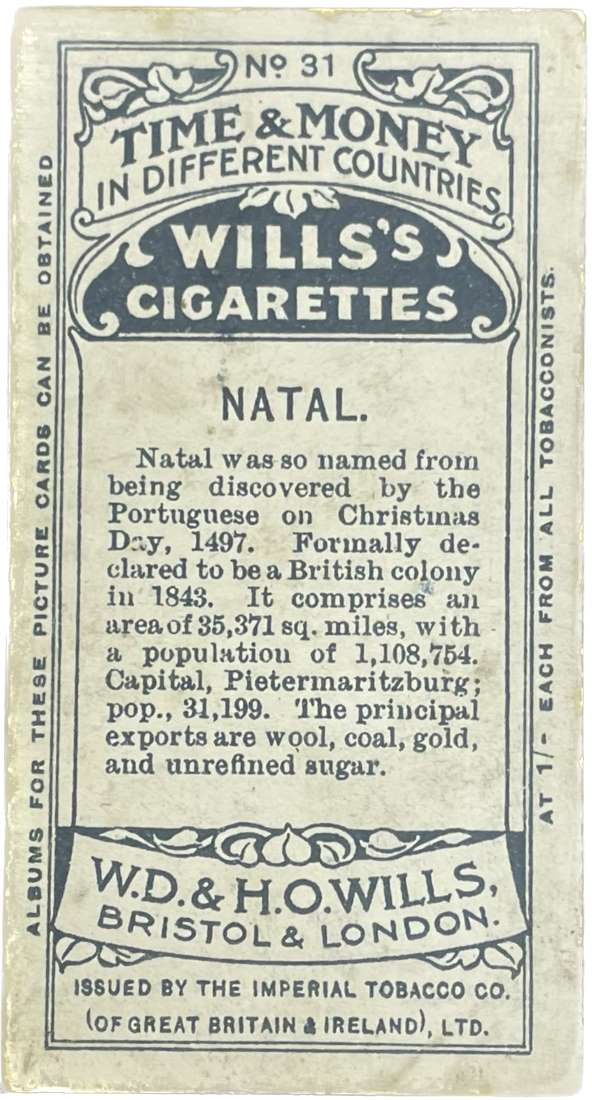 Nº 31
TIME & MONEY
IN DIFFERENT COUNTRIES
WILLS'S
CIGARETTES
NATAL.
Natal was so named from
being discovered by the
Portuguese on Christmas
Day, 1497. Formally de-
clared to be a British colony
in 1843. It comprises an
area of 35,371 sq. miles, with
a population of 1,108,754.
Capital, Pietermaritzburg;
pop., 31,199. The principal
exports are wool, coal, gold,
and unrefined sugar.
W.D. & H.O. WILLS,
BRISTOL & LONDON.
ISSUED BY THE IMPERIAL TOBACCO CO.
(OF GREAT BRITAIN & IRELAND), LTD.
ALBUMS FOR THESE PICTURE CARDS CAN BE OBTAINED
AT 1/- EACH FROM ALL TOBACCONISTS.